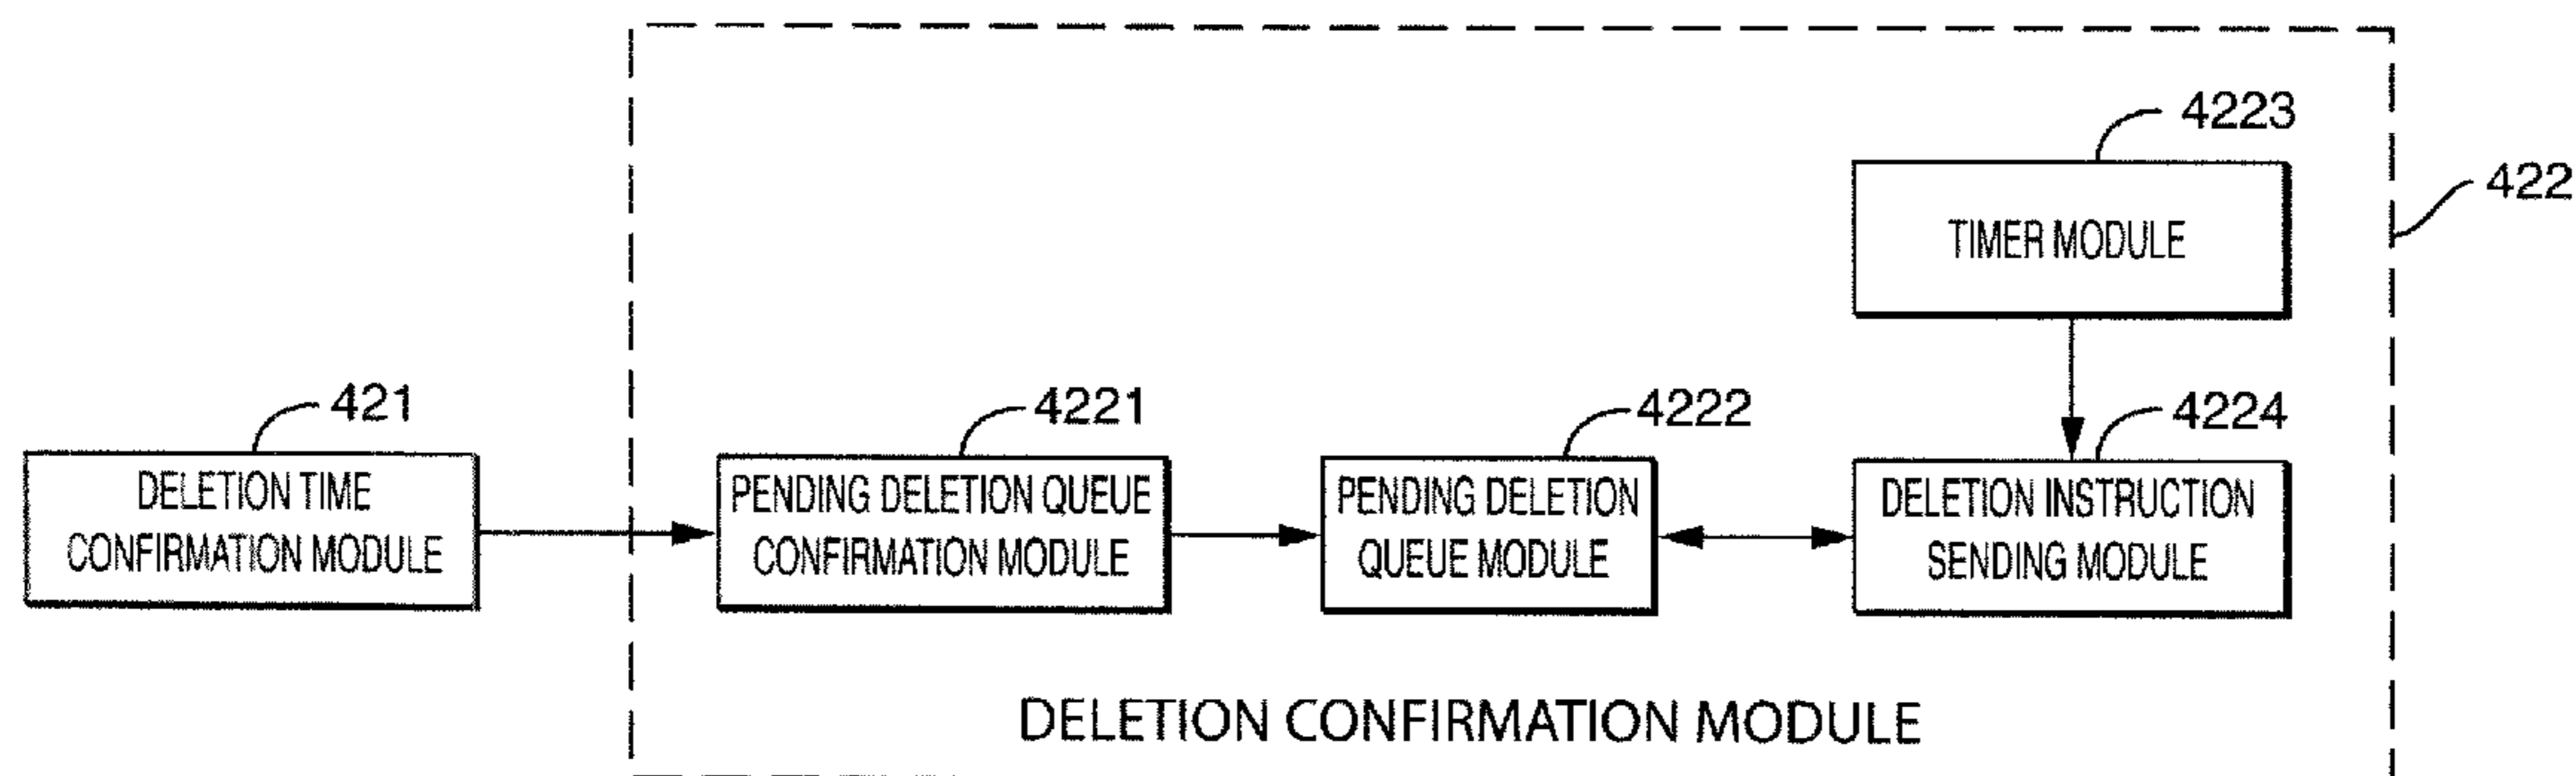 4223
422
TIMER MODULE
421
4221
4222
4224
DELETION TIME
CONFIRMATION MODULE
PENDING DELETION QUEUE
CONFIRMATION MODULE
PENDING DELETION
QUEUE MODULE
DELETION INSTRUCTION
SENDING MODULE
DELETION CONFIRMATION MODULE